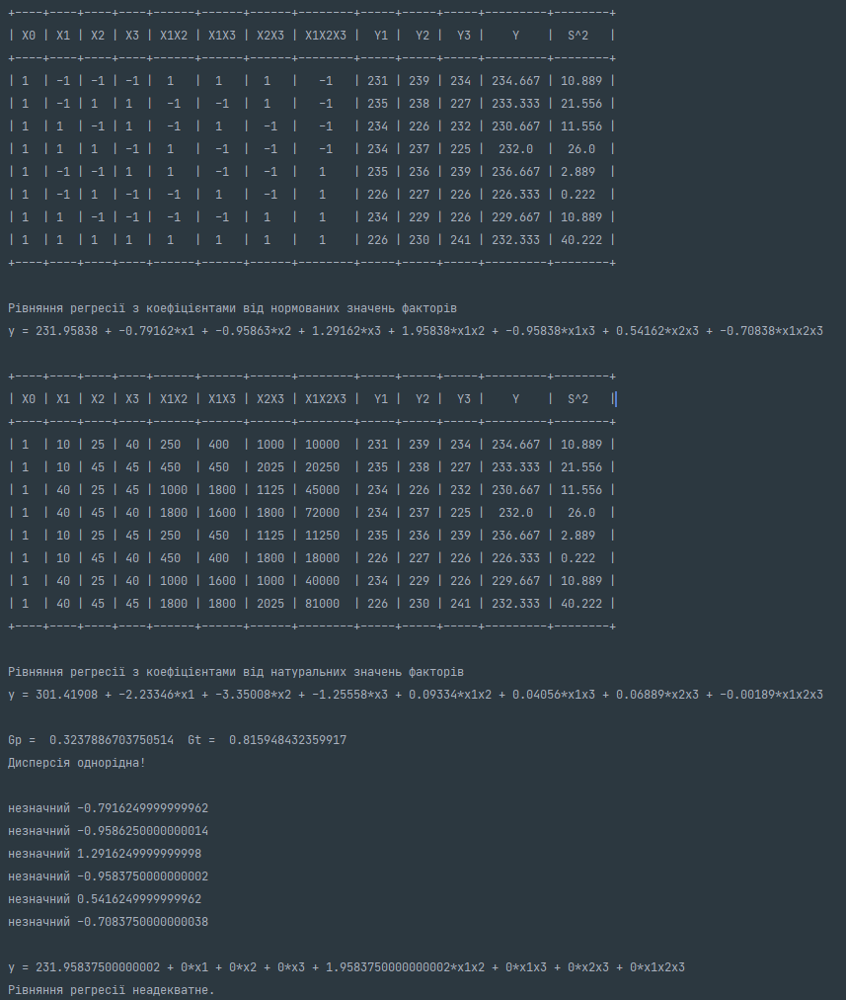 +----+----+----+----+------+------+------+--------+-----+-----+-----+---------+--------+
| X0 | X1 | X2 | X3 | X1X2 | X1X3 | X2X3 | X1X2X3 | Y1 | Y2 | Y3 | Y | S^2 |
+----+----+----+----+------+------+------+--------+-----+-----+-----+---------+--------+
| 1 | -1 | -1 | -1 | 1 | 1 | 1 | -1 | 231 | 239 | 234 | 234.667 | 10.889 |
| 1 | -1 | 1 | 1 | -1 | -1 | 1 | -1 | 235 | 238 | 227 | 233.333 | 21.556 |
| 1 | 1 | -1 | 1 | -1 | 1 | -1 | -1 | 234 | 226 | 232 | 230.667 | 11.556 |
| 1 | 1 | 1 | -1 | 1 | -1 | -1 | -1 | 234 | 237 | 225 | 232.0 | 26.0 |
| 1 | -1 | -1 | 1 | 1 | -1 | -1 | 1 | 235 | 236 | 239 | 236.667 | 2.889 |
| 1 | -1 | 1 | -1 | -1 | 1 | -1 | 1 | 226 | 227 | 226 | 226.333 | 0.222 |
| 1 | 1 | -1 | -1 | -1 | -1 | 1 | 1 | 234 | 229 | 226 | 229.667 | 10.889 |
| 1 | 1 | 1 | 1 | 1 | 1 | 1 | 1 | 226 | 230 | 241 | 232.333 | 40.222 |
+----+----+----+----+------+------+------+--------+-----+-----+-----+---------+--------+
Рівняння регресії з коефіцієнтами від нормованих значень факторів
y = 231.95838 + -0.79162*x1 + -0.95863*x2 + 1.29162*x3 + 1.95838*x1x2 + -0.95838*x1x3 + 0.54162*x2x3 + -0.70838*x1x2x3
+----+----+----+----+------+------+------+--------+-----+-----+-----+---------+--------+
| X0 | X1 | X2 | X3 | X1X2 | X1X3 | X2X3 | X1X2X3 | Y1 | Y2 | Y3 | Y | S^2 |
+----+----+----+----+------+------+------+--------+-----+-----+-----+---------+--------+
| 1 | 10 | 25 | 40 | 250 | 400 | 1000 | 10000 | 231 | 239 | 234 | 234.667 | 10.889 |
| 1 | 10 | 45 | 45 | 450 | 450 | 2025 | 20250 | 235 | 238 | 227 | 233.333 | 21.556 |
| 1 | 40 | 25 | 45 | 1000 | 1800 | 1125 | 45000 | 234 | 226 | 232 | 230.667 | 11.556 |
| 1 | 40 | 45 | 40 | 1800 | 1600 | 1800 | 72000 | 234 | 237 | 225 | 232.0 | 26.0 |
| 1 | 10 | 25 | 45 | 250 | 450 | 1125 | 11250 | 235 | 236 | 239 | 236.667 | 2.889 |
| 1 | 10 | 45 | 40 | 450 | 400 | 1800 | 18000 | 226 | 227 | 226 | 226.333 | 0.222 |
| 1 | 40 | 25 | 40 | 1000 | 1600 | 1000 | 40000 | 234 | 229 | 226 | 229.667 | 10.889 |
| 1 | 40 | 45 | 45 | 1800 | 1800 | 2025 | 81000 | 226 | 230 | 241 | 232.333 | 40.222 |
+----+----+----+----+------+------+------+--------+-----+-----+-----+---------+--------+
Рівняння регресії з коефіцієнтами від натуральних значень факторів
y = 301.41908 + -2.23346*x1 + -3.35008*x2 + -1.25558*x3 + 0.09334*x1x2 + 0.04056*x1x3 + 0.06889*x2x3 + -0.00189*x1x2x3
Gp = 0.3237886703750514 Gt = 0.815948432359917
Дисперсія однорідна!
незначний -0.7916249999999962
незначний -0.9586250000000014
незначний 1.2916249999999998
незначний -0.9583750000000002
незначний 0.5416249999999962
незначний -0.7083750000000038
y = 231.95837500000002 + 0*x1 + 0*x2 + 0*x3 + 1.9583750000000002*x1x2 + 0*x1x3 + 0*x2x3 + 0*x1x2x3
Рівняння регресії неадекватне.